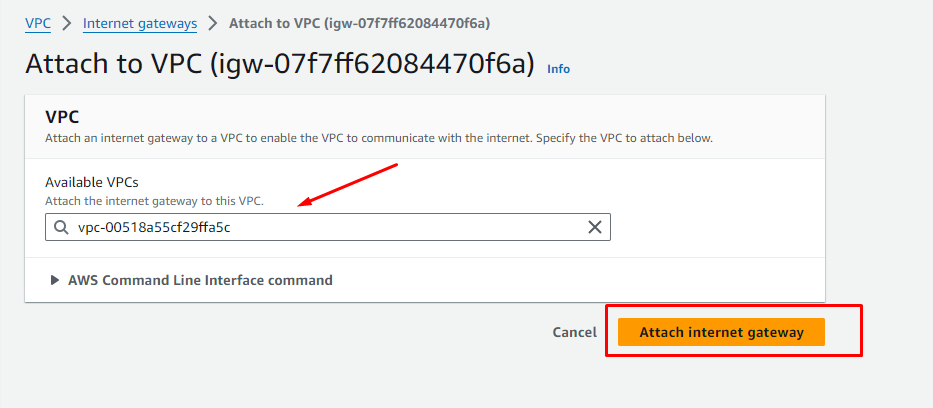 VPC > Internet gateways > Attach to VPC (igw-07f7ff62084470f6a)
Attach to VPC (igw-07f7ff62084470f6a) Info
VPC
Attach an internet gateway to a VPC to enable the VPC to communicate with the internet. Specify the VPC to attach below.
Available VPCs
Attach the internet gateway to this VPC.
vpc-00518a55cf29ffa5c
AWS Command Line Interface command
Cancel Attach internet gateway